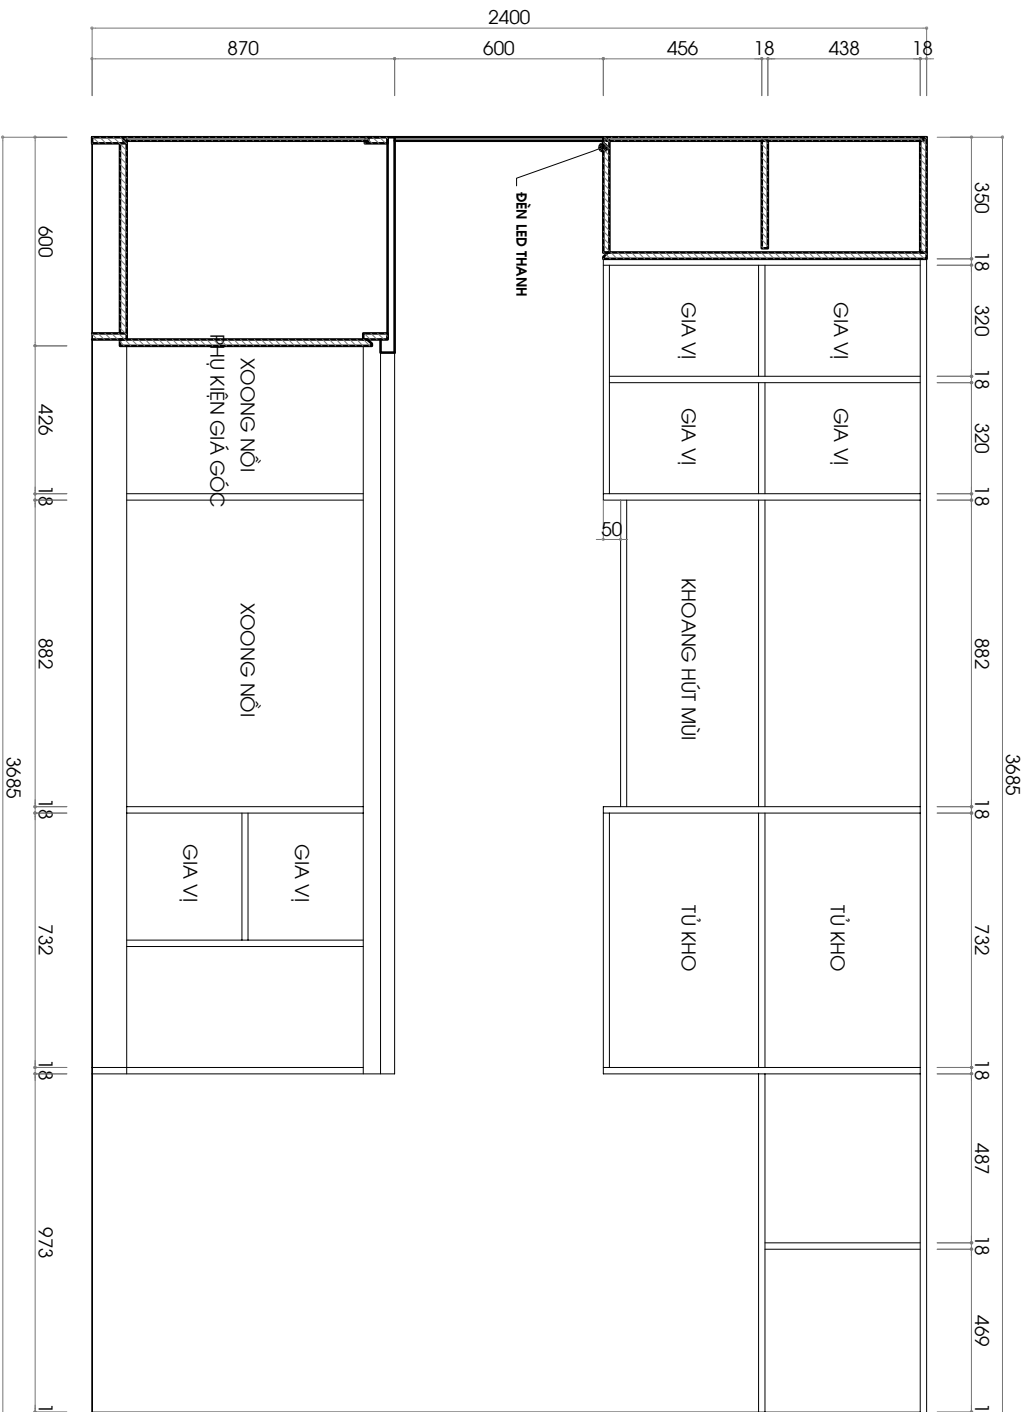 2400
870
600
456
18
438
18
350
18
320
18
320
18
882
18
732
18
487
18
469
1
3685
600
426
18
882
18
732
18
973
1
3685
ĐÈN LED THANH
GIA VỊ
GIA VỊ
GIA VỊ
GIA VỊ
50
KHOANG HÚT MÙI
TỦ KHO
TỦ KHO
XOONG NỒI
PHỤ KIỆN GIÁ GÓC
XOONG NỒI
GIA VỊ
GIA VỊ